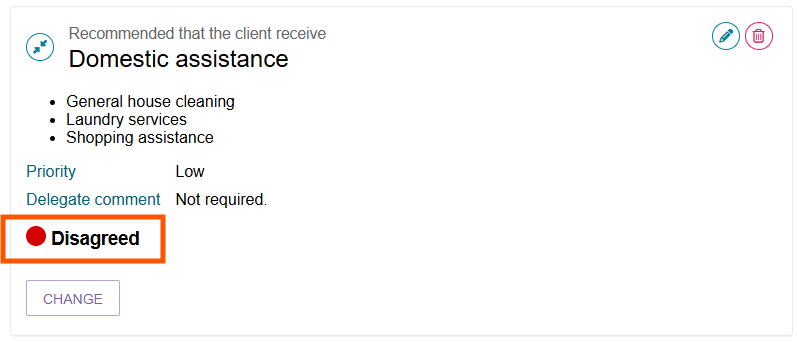 Recommended that the client receive
Domestic assistance
• General house cleaning
• Laundry services
• Shopping assistance
Priority Low
Delegate comment Not required.
Disagreed
CHANGE